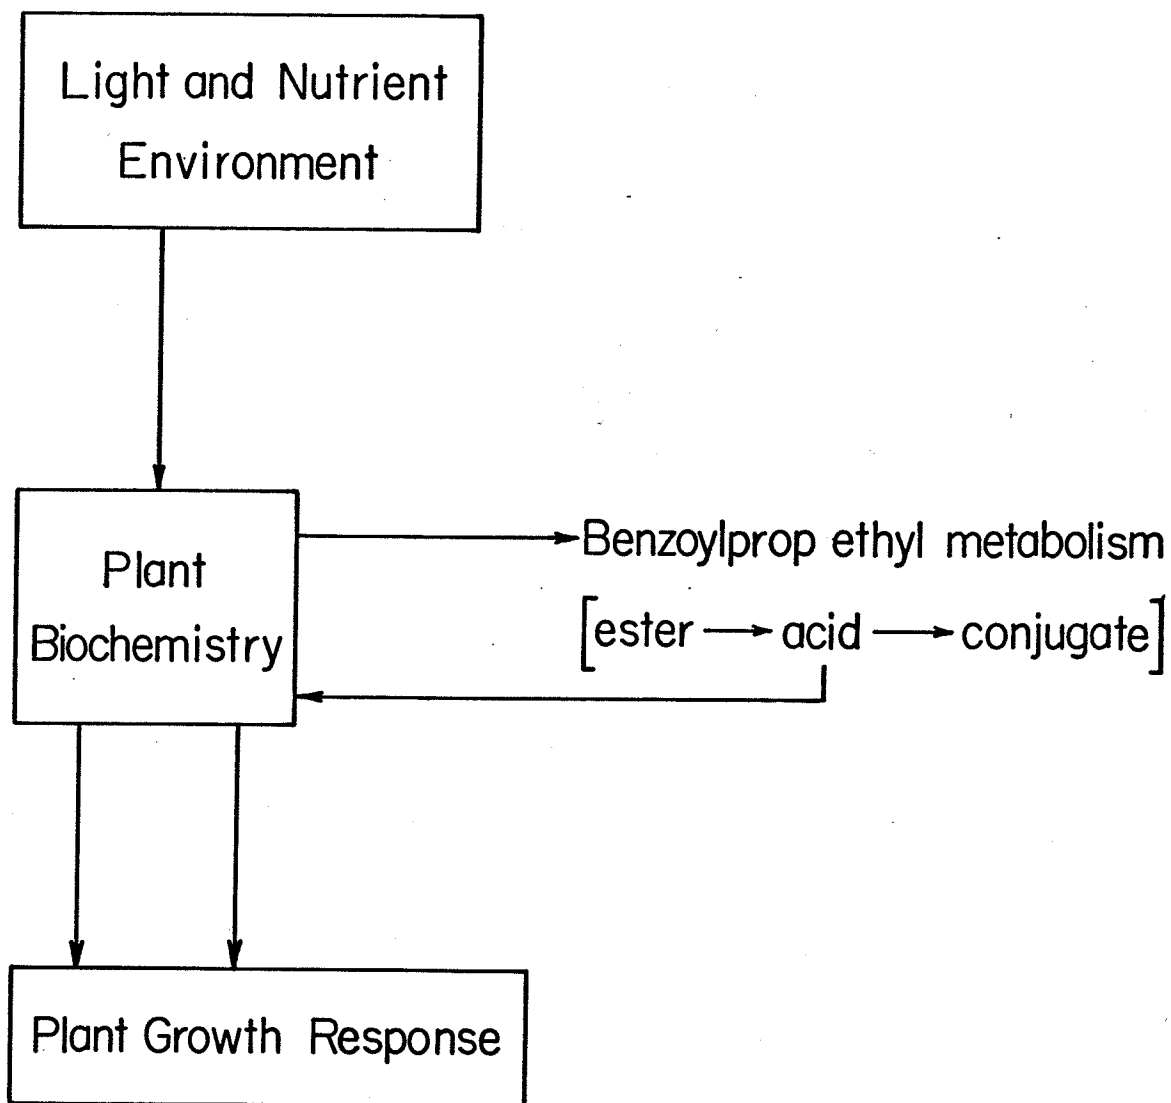 Light and Nutrient
Environment
Plant
Biochemistry
Benzoylprop ethyl metabolism
[ester → acid → conjugate]
Plant Growth Response